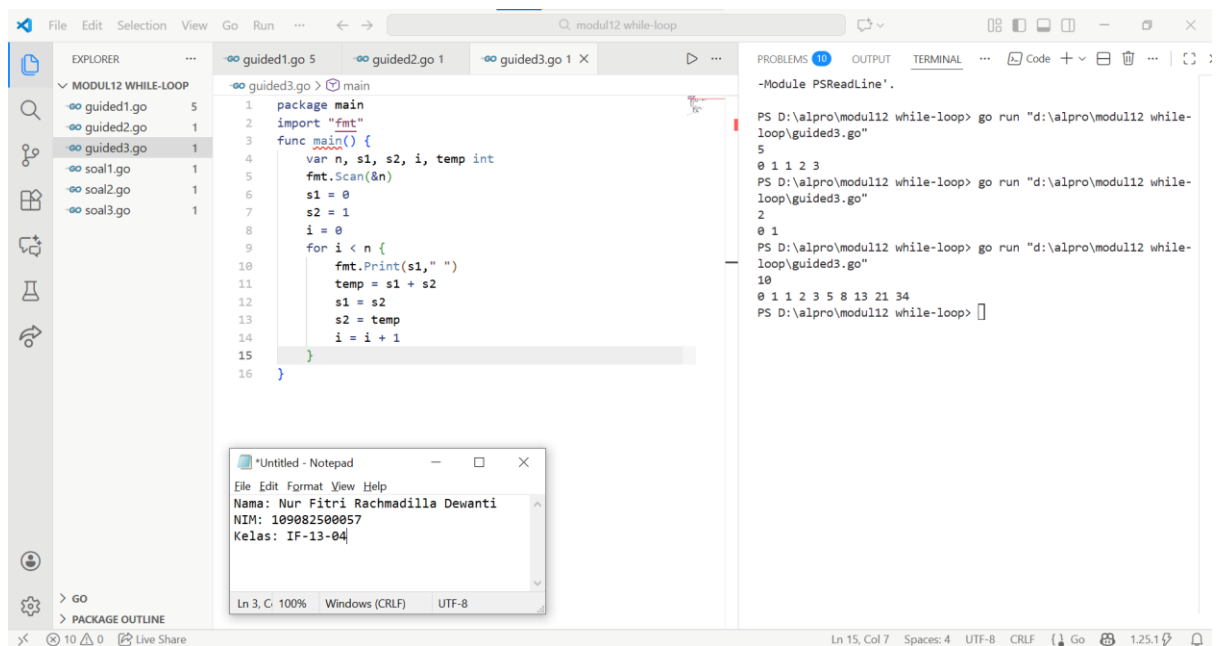 File Edit Selection View Go Run ··· modul12 while-loop
EXPLORER ···
MODUL12 WHILE-LOOP
guided1.go 5
guided2.go 1
guided3.go 1
soal1.go 1
soal2.go 1
soal3.go 1
GO
PACKAGE OUTLINE
guided1.go 5 guided2.go 1 guided3.go 1 ···
guided3.go > main
1 package main
2 import "fmt"
3 func main() {
4 var n, s1, s2, i, temp int
5 fmt.Scan(&n)
6 s1 = 0
7 s2 = 1
8 i = 0
9 for i < n {
10 fmt.Print(s1," ")
11 temp = s1 + s2
12 s1 = s2
13 s2 = temp
14 i = i + 1
15 }
16 }
PROBLEMS 10 OUTPUT TERMINAL ··· Code
-Module PSReadLine'.
PS D:\alpro\modul12 while-loop> go run "d:\alpro\modul12 while-
loop\guided3.go"
5
0 1 1 2 3
PS D:\alpro\modul12 while-loop> go run "d:\alpro\modul12 while-
loop\guided3.go"
2
0 1
PS D:\alpro\modul12 while-loop> go run "d:\alpro\modul12 while-
loop\guided3.go"
10
0 1 1 2 3 5 8 13 21 34
PS D:\alpro\modul12 while-loop>
*Untitled - Notepad
File Edit Format View Help
Nama: Nur Fitri Rachmadilla Dewanti
NIM: 109082500057
Kelas: IF-13-04
Ln 3, C 100% Windows (CRLF) UTF-8
10 0 Live Share Ln 15, Col 7 Spaces: 4 UTF-8 CRLF Go 1.25.1